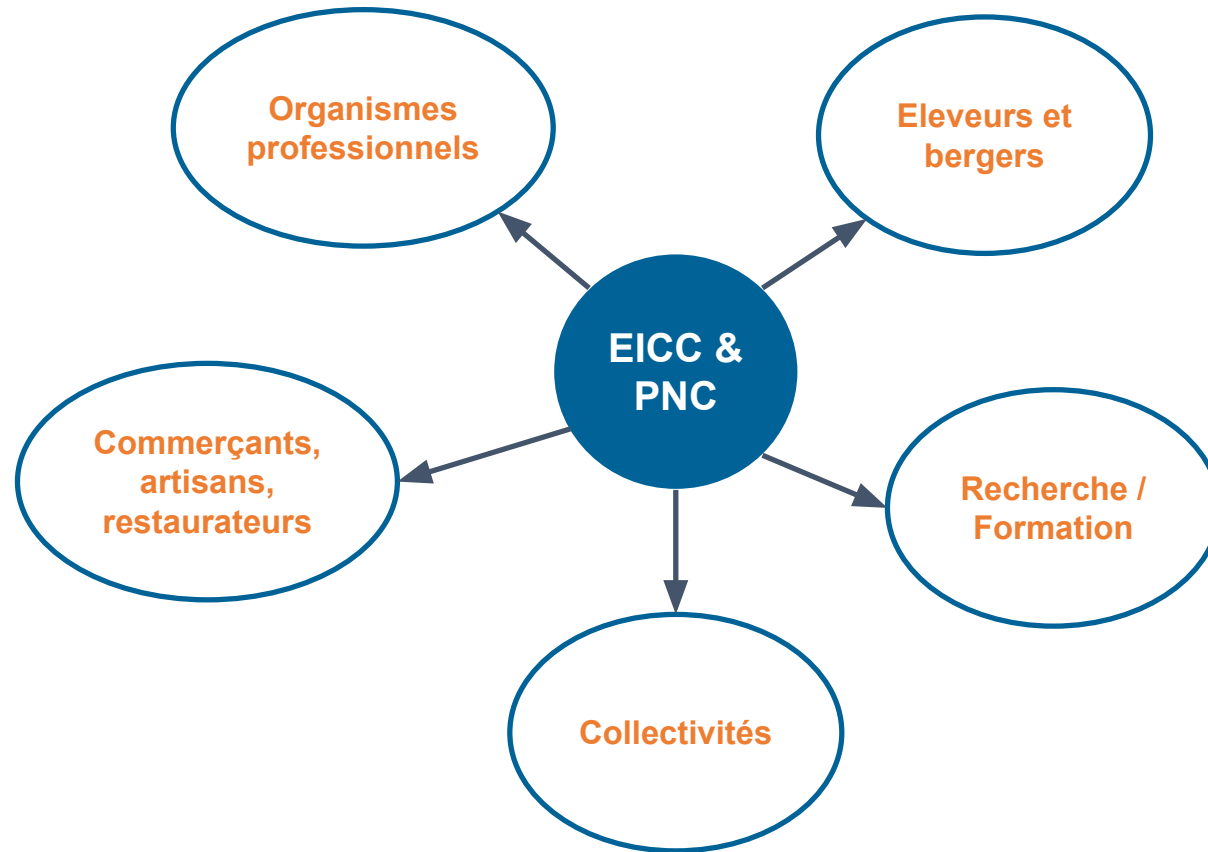 Organismes
professionnels
Eleveurs et
bergers
EICC &
PNC
Commerçants,
artisans,
restaurateurs
Recherche /
Formation
Collectivités